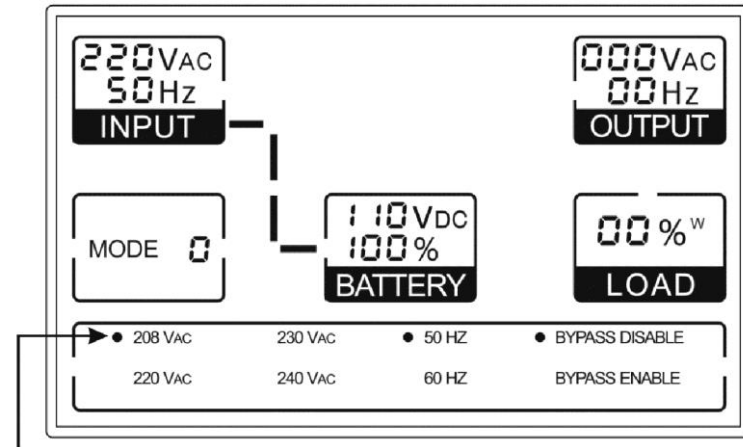 220VAC
50Hz
INPUT
000VAC
00Hz
OUTPUT
MODE 0
110VDC
100%
BATTERY
00%W
LOAD
• 208 VAC 230 VAC • 50 HZ • BYPASS DISABLE
220 VAC 240 VAC 60 HZ BYPASS ENABLE